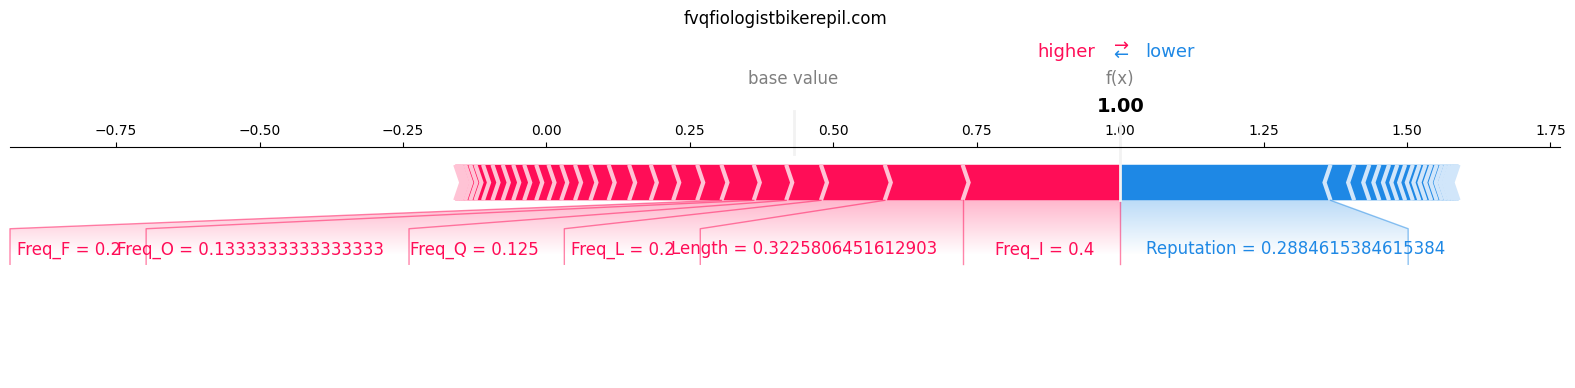 fvqfiologistbikerepil.com
higher ⇄ lower
base value f(x)
1.00
−0.75 −0.50 −0.25 0.00 0.25 0.50 0.75 1.00 1.25 1.50 1.75
Freq_F = 0.2 Freq_O = 0.1333333333333333 Freq_Q = 0.125 Freq_L = 0.2 Length = 0.3225806451612903 Freq_I = 0.4 Reputation = 0.2884615384615384